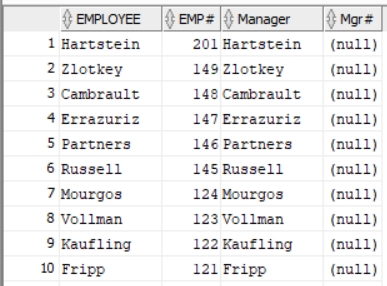 EMPLOYEE EMP# Manager Mgr#
1 Hartstein 201 Hartstein (null)
2 Zlotkey 149 Zlotkey (null)
3 Cambrault 148 Cambrault (null)
4 Errazuriz 147 Errazuriz (null)
5 Partners 146 Partners (null)
6 Russell 145 Russell (null)
7 Mourgos 124 Mourgos (null)
8 Vollman 123 Vollman (null)
9 Kaufling 122 Kaufling (null)
10 Fripp 121 Fripp (null)